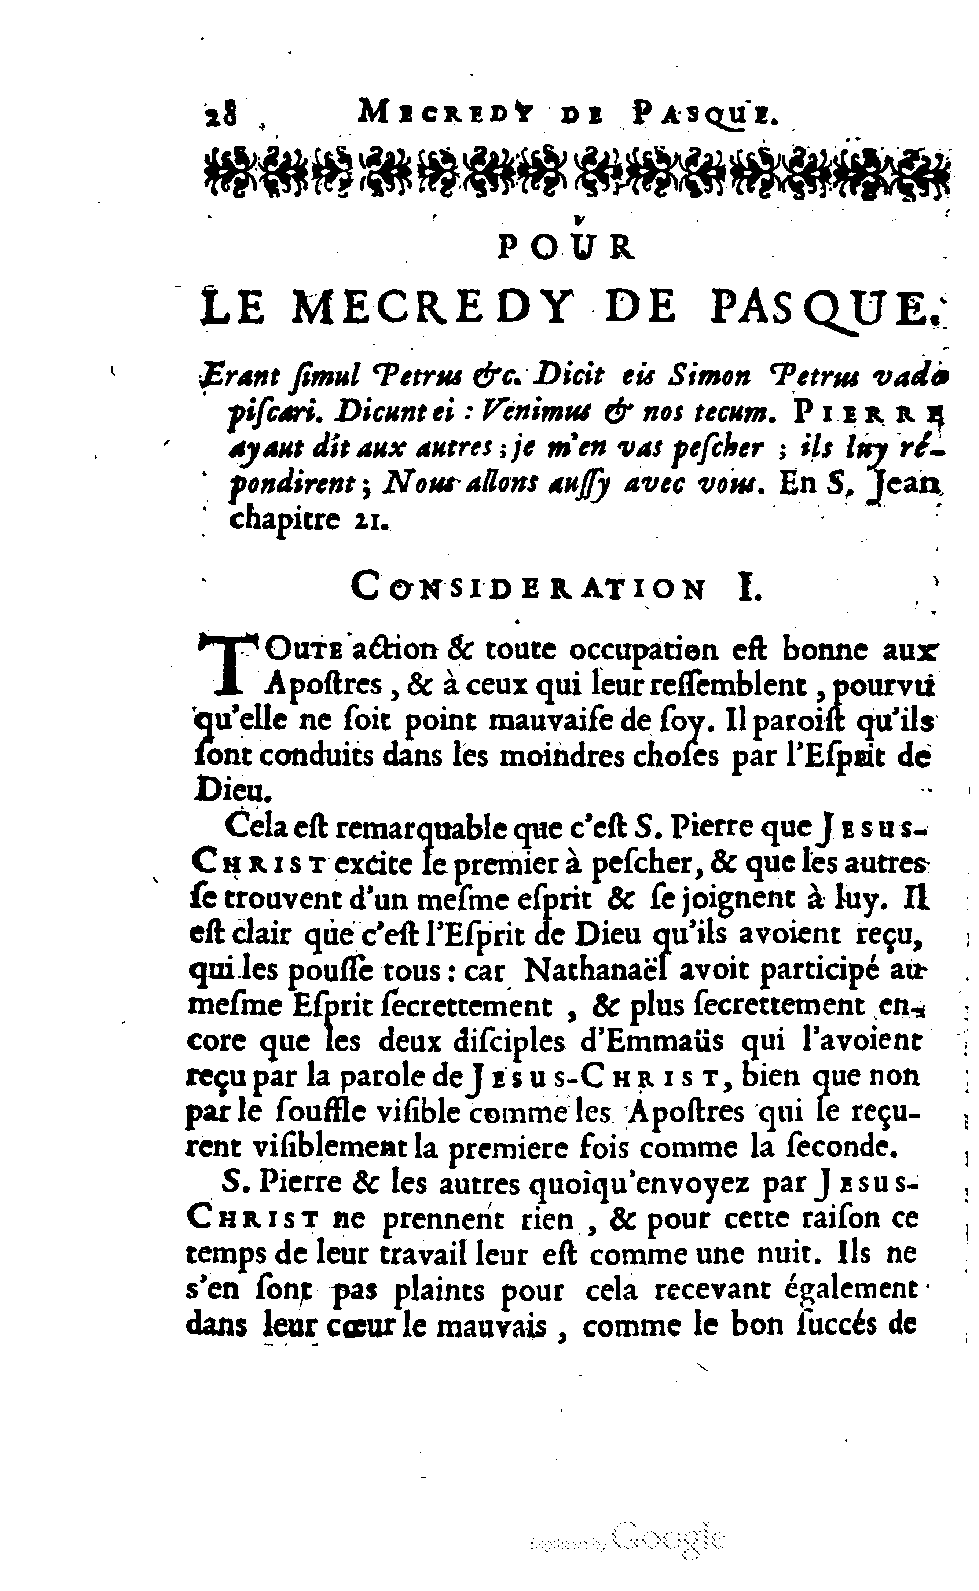 28 MECREDY DE PASQUE.
POUR
LE MECREDY DE PASQUE.
Erant ſimul Petrus &c. Dicit eis Simon Petrus vado
piſcari. Dicunt ei : Venimus & nos tecum. PIERRE
ayant dit aux autres ; je m'en vas peſcher ; ils luy ré-
pondirent ; Nous allons auſſy avec vous. En S. Jean
chapitre 21.
CONSIDERATION I.
TOUTE action & toute occupation eſt bonne aux
Apoſtres , & à ceux qui leur reſſemblent , pourvû
qu'elle ne ſoit point mauvaiſe de ſoy. Il paroiſt qu'ils
ſont conduits dans les moindres choſes par l'Eſprit de
Dieu.
Cela eſt remarquable que c'eſt S. Pierre que JESUS-
CHRIST excite le premier à peſcher, & que les autres
ſe trouvent d'un meſme eſprit & ſe joignent à luy. Il
eſt clair que c'eſt l'Eſprit de Dieu qu'ils avoient reçu,
qui les pouſſe tous : car Nathanaël avoit participé au
meſme Eſprit ſecrettement , & plus ſecrettement en-
core que les deux diſciples d'Emmaüs qui l'avoient
reçu par la parole de JESUS-CHRIST, bien que non
par le ſouffle viſible comme les Apoſtres qui le reçu-
rent viſiblement la premiere fois comme la ſeconde.
S. Pierre & les autres quoiqu'envoyez par JESUS-
CHRIST ne prennent rien , & pour cette raiſon ce
temps de leur travail leur eſt comme une nuit. Ils ne
s'en ſont pas plaints pour cela recevant également
dans leur cœur le mauvais , comme le bon ſuccés de
Digitized by Google